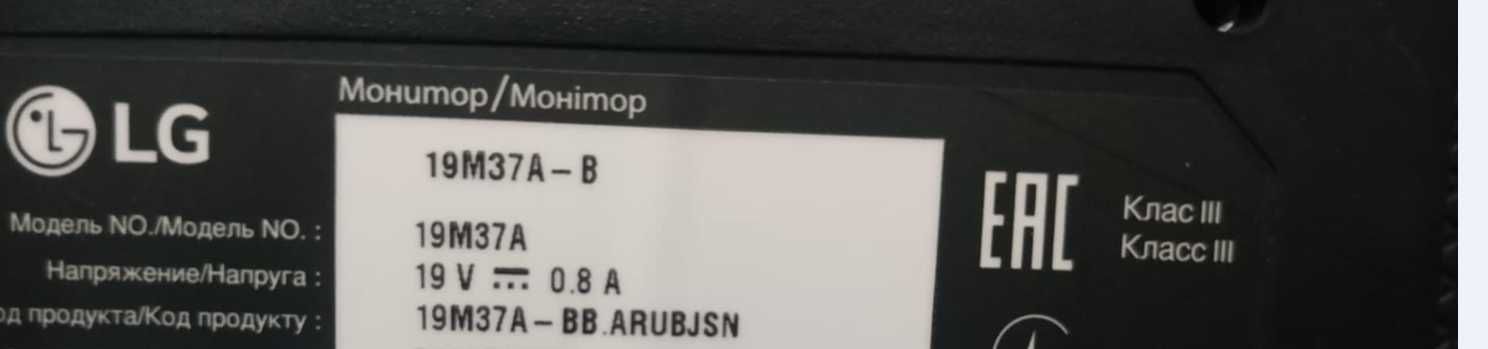 LG
Монитор/Монітор
19M37A – B
Модель NO./Модель NO. : 19M37A
Напряжение/Напруга : 19 V ⎓ 0.8 A
продукта/Код продукту : 19M37A – BB.ARUBJSN
EAC
Клас III
Класс III